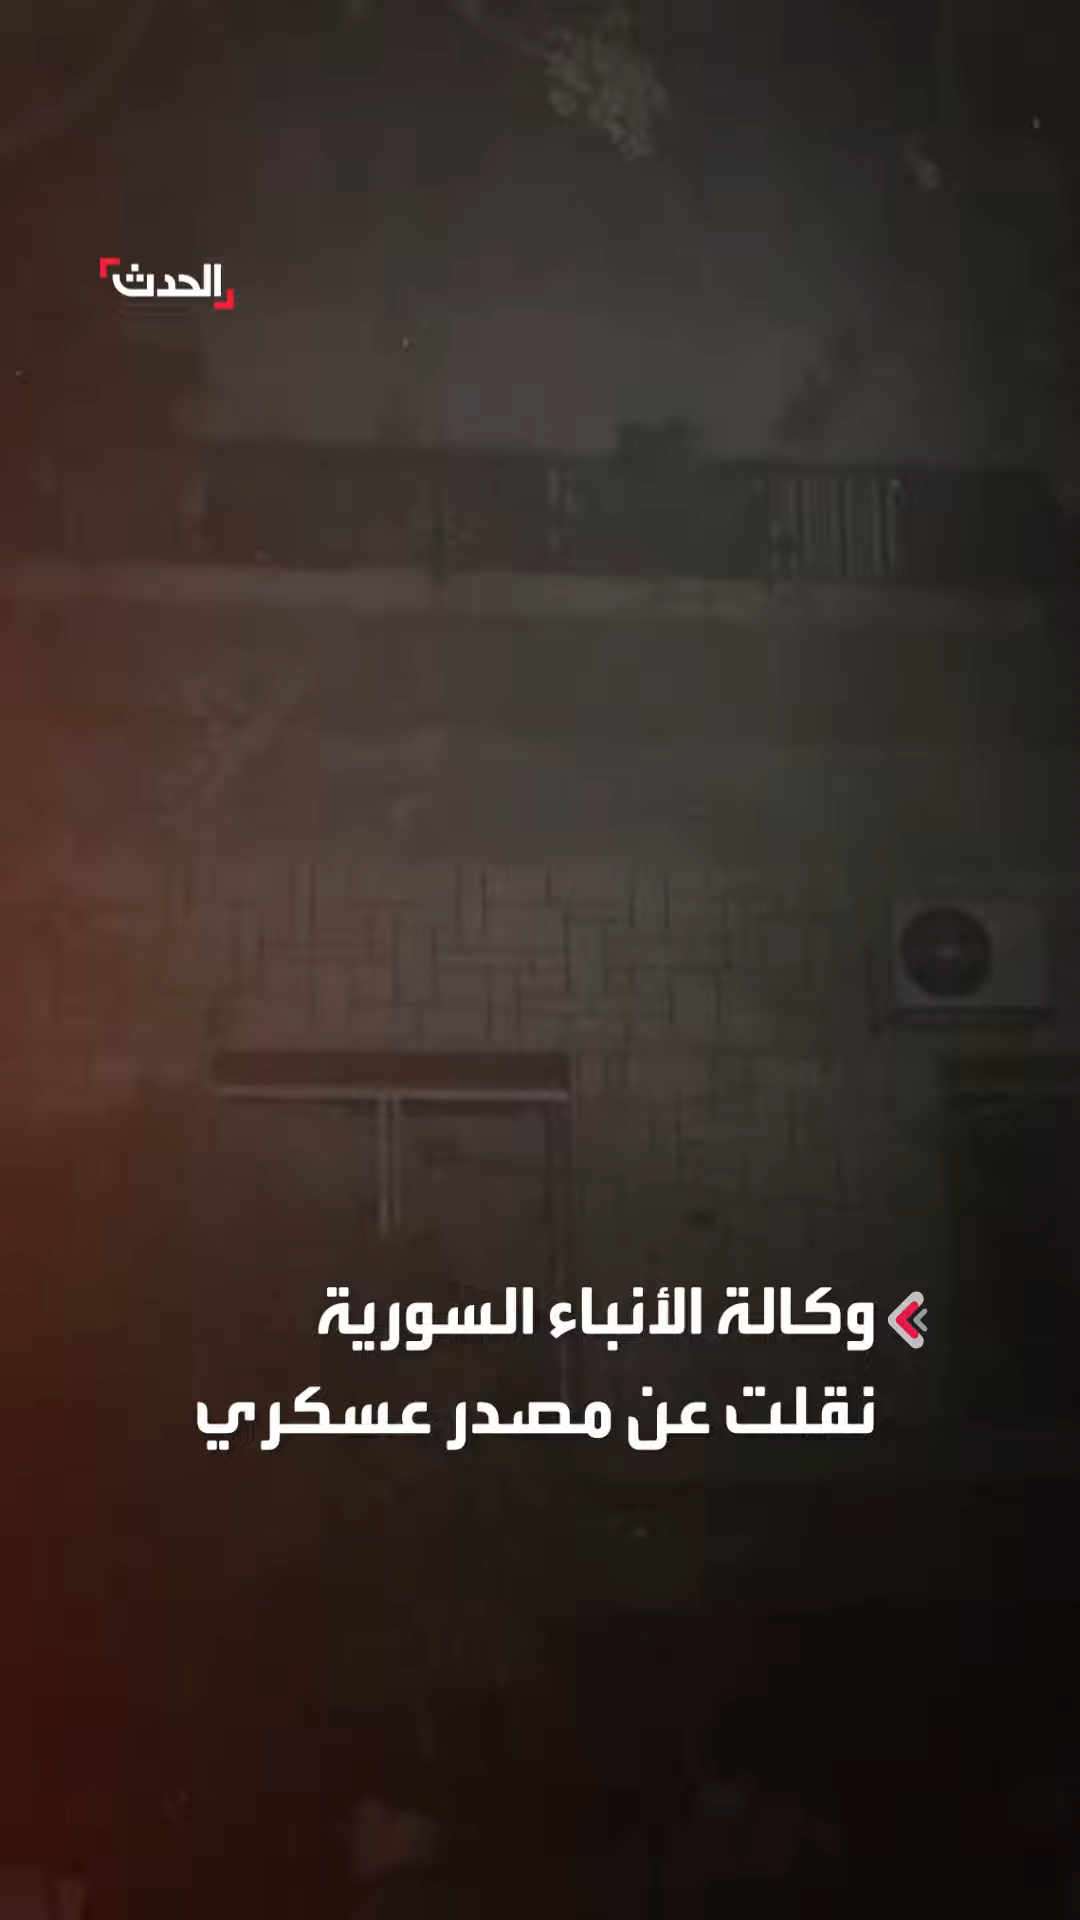 الحدث
وكالة الأنباء السورية
نقلت عن مصدر عسكري